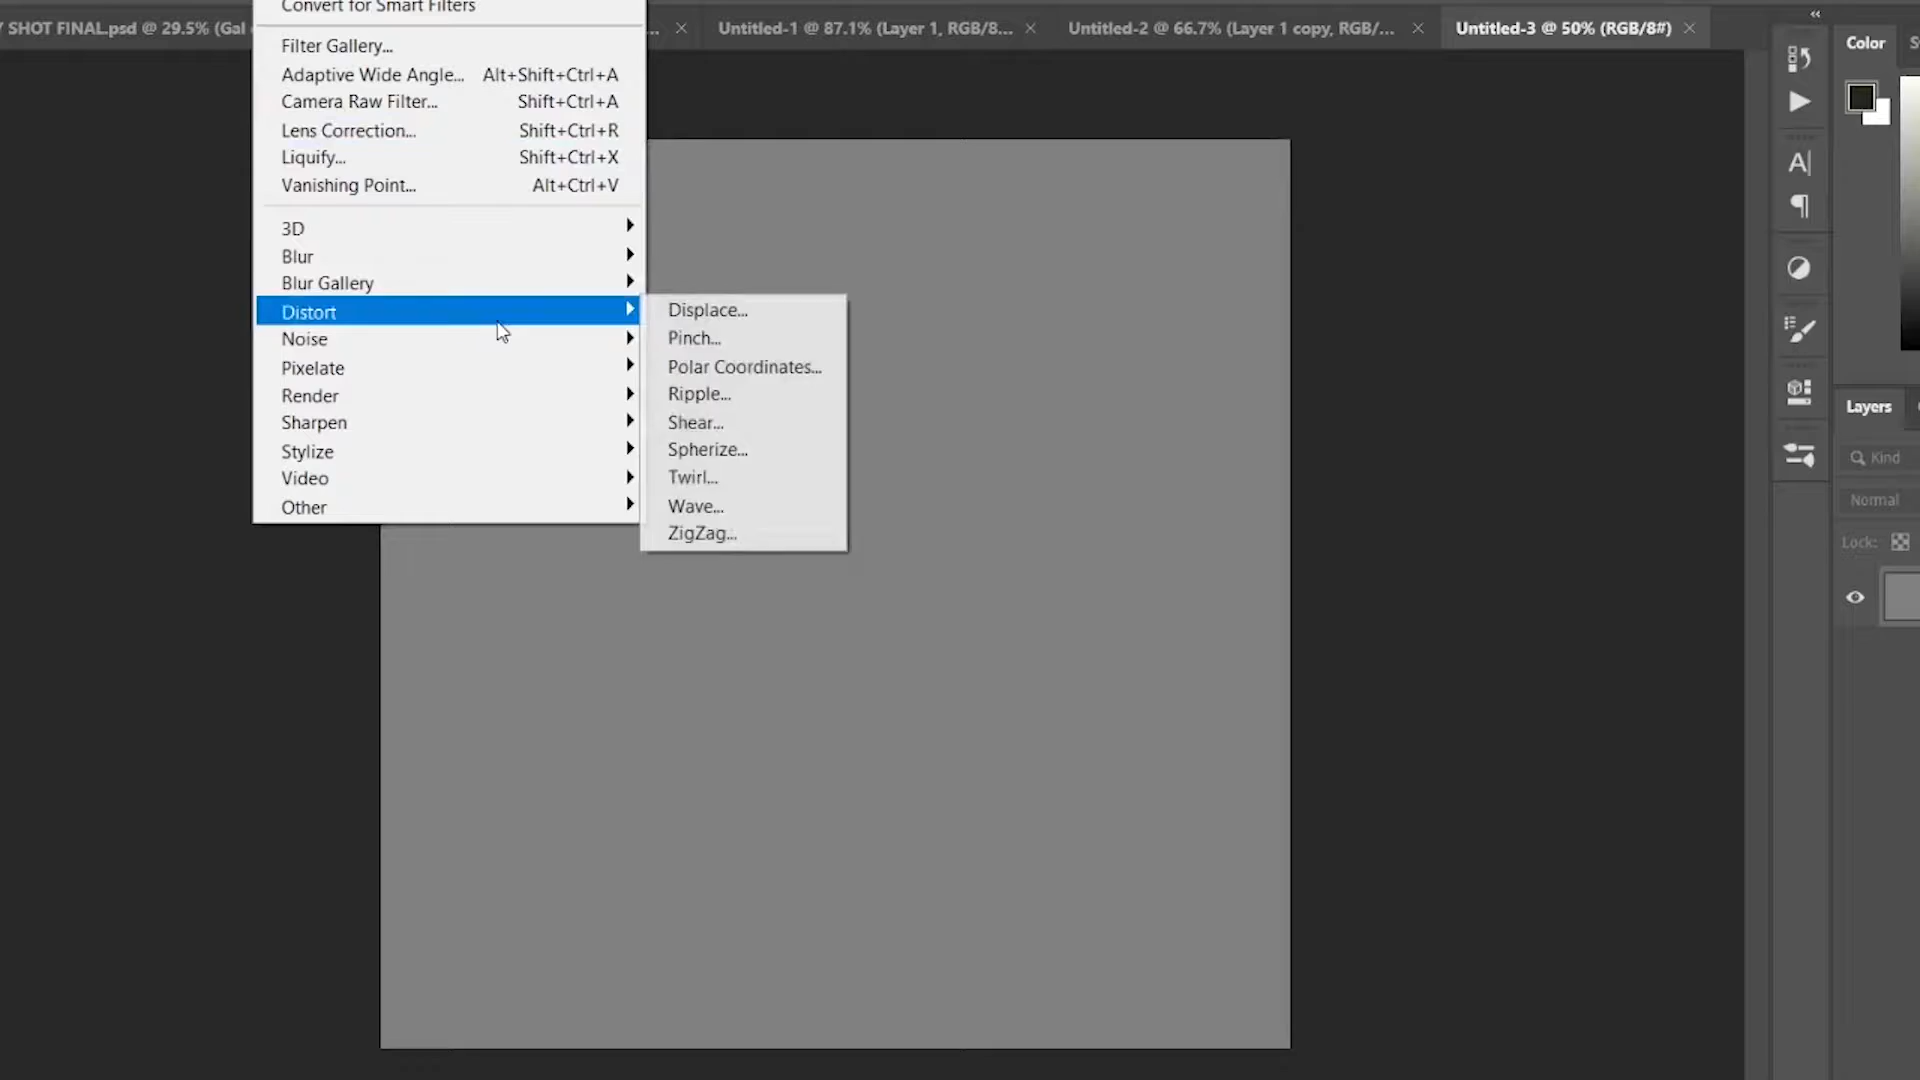 Convert for Smart Filters
SHOT FINAL.psd @ 29.5% (Gal
... Untitled-1 @ 87.1% (Layer 1, RGB/8... Untitled-2 @ 66.7% (Layer 1 copy, RGB/... Untitled-3 @ 50% (RGB/8#)
Filter Gallery...
Adaptive Wide Angle... Alt+Shift+Ctrl+A
Camera Raw Filter... Shift+Ctrl+A
Lens Correction... Shift+Ctrl+R
Liquify... Shift+Ctrl+X
Vanishing Point... Alt+Ctrl+V
3D
Blur
Blur Gallery
Distort
Noise
Pixelate
Render
Sharpen
Stylize
Video
Other
Displace...
Pinch...
Polar Coordinates...
Ripple...
Shear...
Spherize...
Twirl...
Wave...
ZigZag...
Color
Layers
Kind
Normal
Lock: